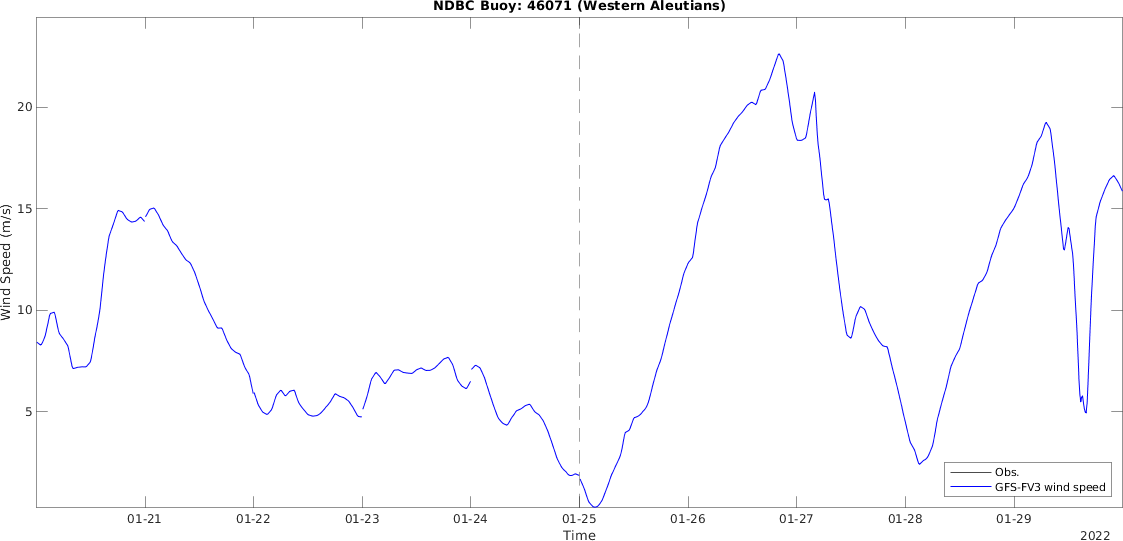 NDBC Buoy: 46071 (Western Aleutians)
20
15
10
5
Wind Speed (m/s)
Obs.
GFS-FV3 wind speed
01-21 01-22 01-23 01-24 01-25 01-26 01-27 01-28 01-29
Time
2022